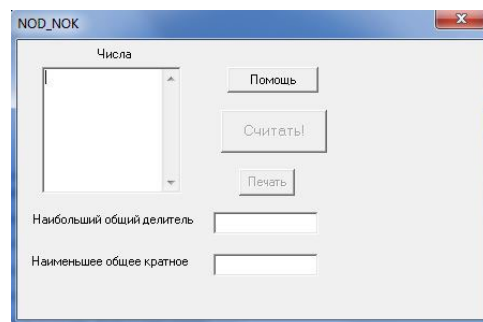 NOD_NOK
Числа
Помощь
Считать!
Печать
Наибольший общий делитель
Наименьшее общее кратное